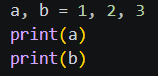 a, b = 1, 2, 3
print(a)
print(b)